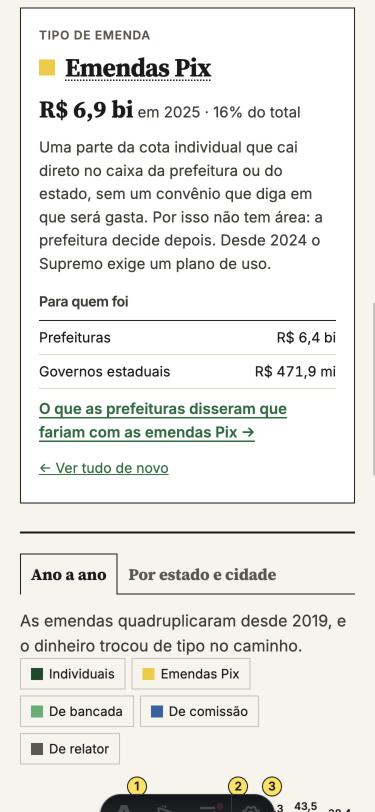 TIPO DE EMENDA
Emendas Pix
R$ 6,9 bi em 2025 · 16% do total
Uma parte da cota individual que cai
direto no caixa da prefeitura ou do
estado, sem um convênio que diga em
que será gasta. Por isso não tem área: a
prefeitura decide depois. Desde 2024 o
Supremo exige um plano de uso.
Para quem foi
Prefeituras R$ 6,4 bi
Governos estaduais R$ 471,9 mi
O que as prefeituras disseram que
fariam com as emendas Pix →
← Ver tudo de novo
Ano a ano Por estado e cidade
As emendas quadruplicaram desde 2019, e
o dinheiro trocou de tipo no caminho.
Individuais Emendas Pix
De bancada De comissão
De relator
1 2 3
43,5